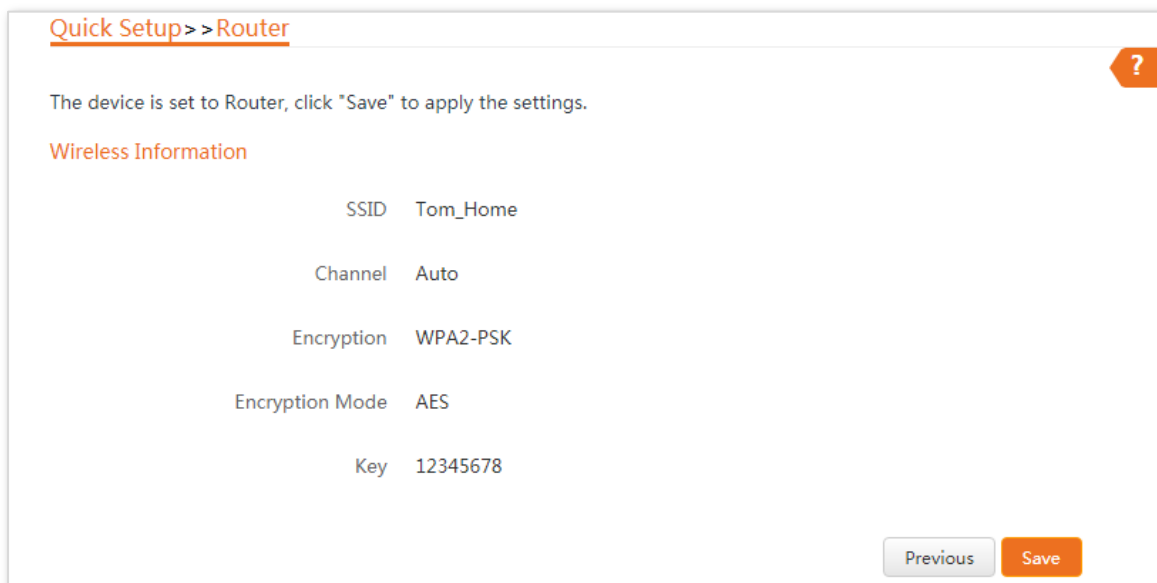 Quick Setup>>Router
?
The device is set to Router, click "Save" to apply the settings.
Wireless Information
SSID Tom_Home
Channel Auto
Encryption WPA2-PSK
Encryption Mode AES
Key 12345678
Previous Save